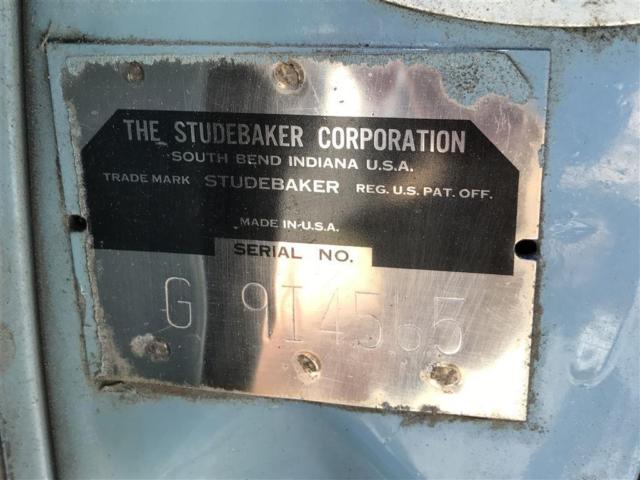 THE STUDEBAKER CORPORATION
SOUTH BEND INDIANA U.S.A.
TRADE MARK STUDEBAKER REG. U.S. PAT. OFF.
MADE IN U.S.A.
SERIAL NO.
G 914565